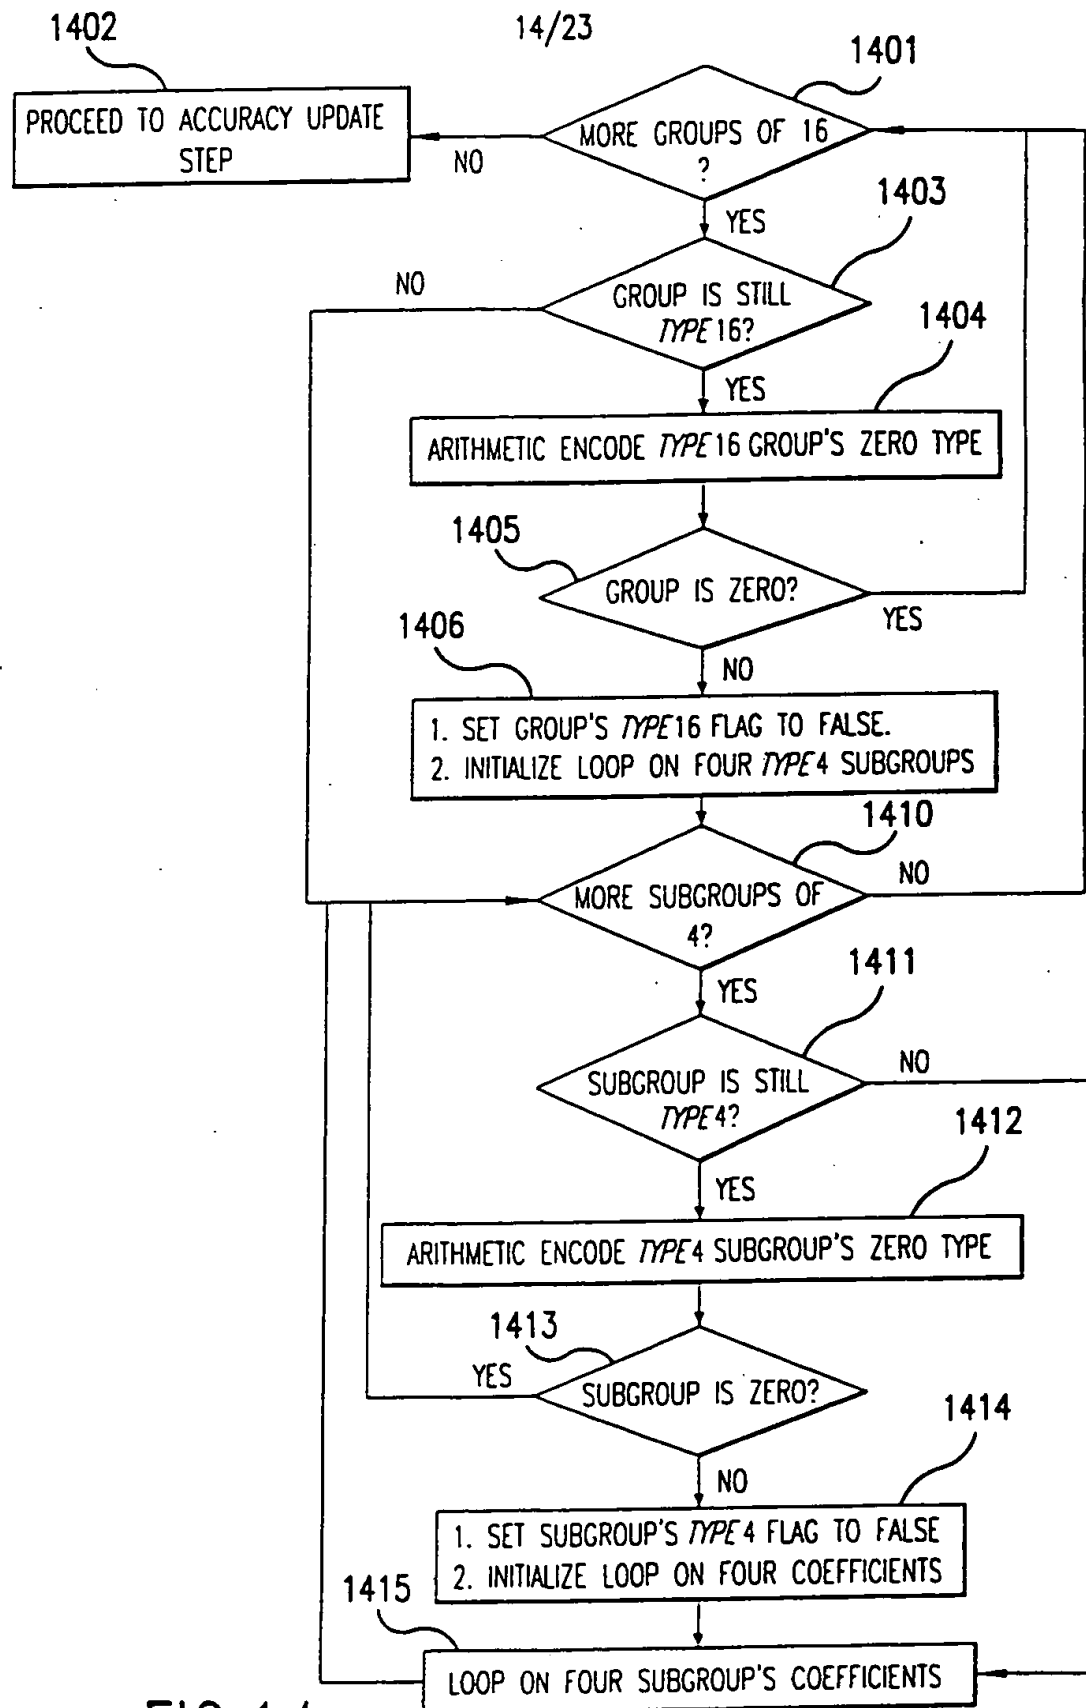 1402
14/23
1401
PROCEED TO ACCURACY UPDATE
STEP
NO
MORE GROUPS OF 16
?
YES
1403
NO
GROUP IS STILL
TYPE 16?
1404
YES
ARITHMETIC ENCODE TYPE 16 GROUP'S ZERO TYPE
1405
GROUP IS ZERO?
YES
1406
NO
1. SET GROUP'S TYPE 16 FLAG TO FALSE.
2. INITIALIZE LOOP ON FOUR TYPE 4 SUBGROUPS
1410
MORE SUBGROUPS OF
4?
NO
YES
1411
SUBGROUP IS STILL
TYPE 4?
NO
1412
YES
ARITHMETIC ENCODE TYPE 4 SUBGROUP'S ZERO TYPE
1413
YES
SUBGROUP IS ZERO?
1414
NO
1. SET SUBGROUP'S TYPE 4 FLAG TO FALSE
2. INITIALIZE LOOP ON FOUR COEFFICIENTS
1415
LOOP ON FOUR SUBGROUP'S COEFFICIENTS